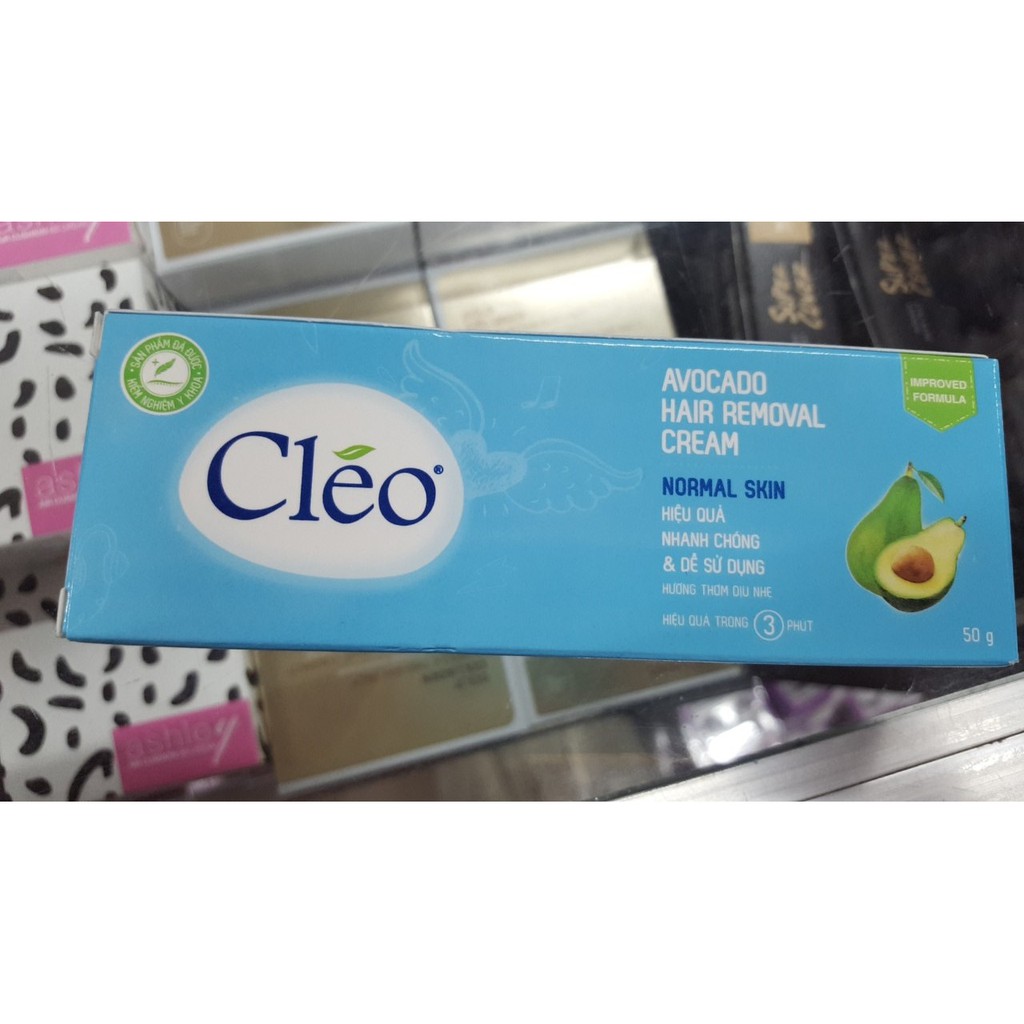 SẢN PHẨM ĐÃ ĐƯỢC
KIỂM NGHIỆM Y KHOA
Cléo®
AVOCADO
HAIR REMOVAL
CREAM
IMPROVED
FORMULA
NORMAL SKIN
HIỆU QUẢ
NHANH CHÓNG
& DỄ SỬ DỤNG
HƯƠNG THƠM DỊU NHẸ
HIỆU QUẢ TRONG 3 PHÚT
50 g
ashley